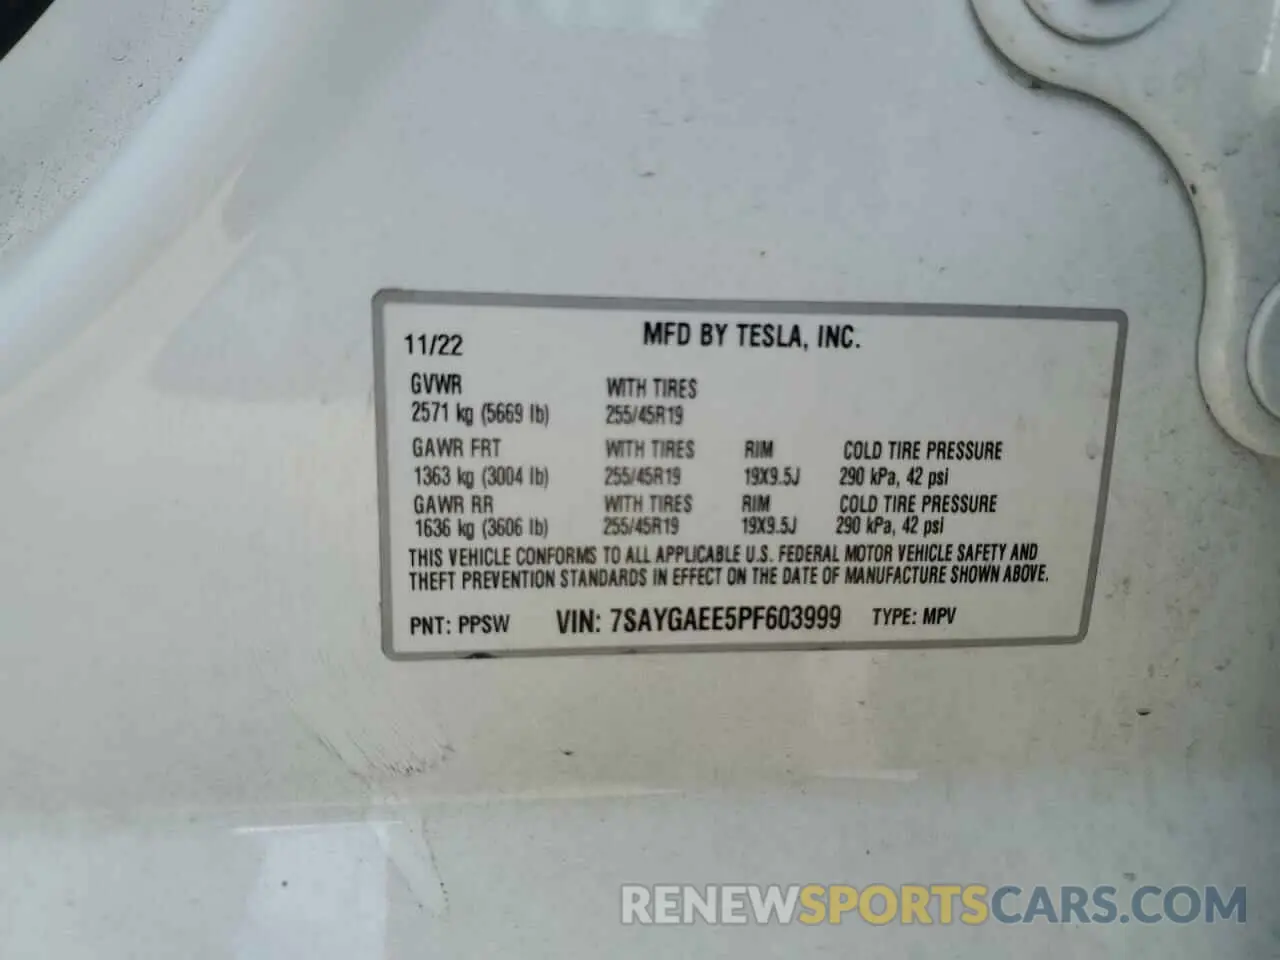 11/22 MFD BY TESLA, INC.
GVWR WITH TIRES
2571 kg (5669 lb) 255/45R19
GAWR FRT WITH TIRES RIM COLD TIRE PRESSURE
1363 kg (3004 lb) 255/45R19 19X9.5J 290 kPa, 42 psi
GAWR RR WITH TIRES RIM COLD TIRE PRESSURE
1636 kg (3606 lb) 255/45R19 19X9.5J 290 kPa, 42 psi
THIS VEHICLE CONFORMS TO ALL APPLICABLE U.S. FEDERAL MOTOR VEHICLE SAFETY AND
THEFT PREVENTION STANDARDS IN EFFECT ON THE DATE OF MANUFACTURE SHOWN ABOVE.
PNT: PPSW VIN: 7SAYGAEE5PF603999 TYPE: MPV
RENEWSPORTSCARS.COM